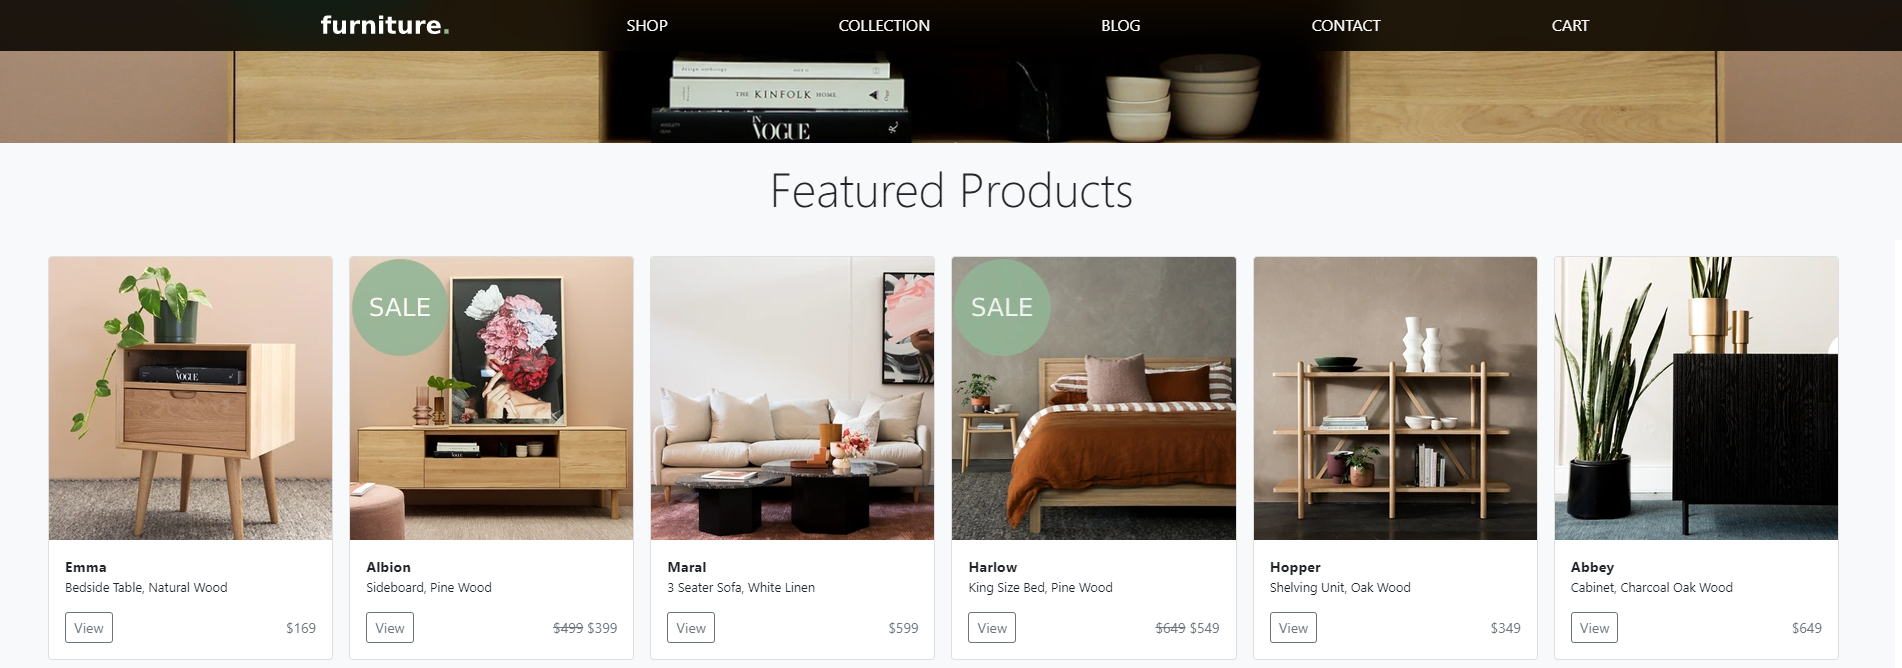 furniture.
SHOP
COLLECTION
BLOG
CONTACT
CART
THE KINFOLK HOME
IN
VOGUE
Featured Products
SALE
SALE
VOGUE
Emma
Bedside Table, Natural Wood
View
$169
Albion
Sideboard, Pine Wood
View
$499 $399
Maral
3 Seater Sofa, White Linen
View
$599
Harlow
King Size Bed, Pine Wood
View
$649 $549
Hopper
Shelving Unit, Oak Wood
View
$349
Abbey
Cabinet, Charcoal Oak Wood
View
$649